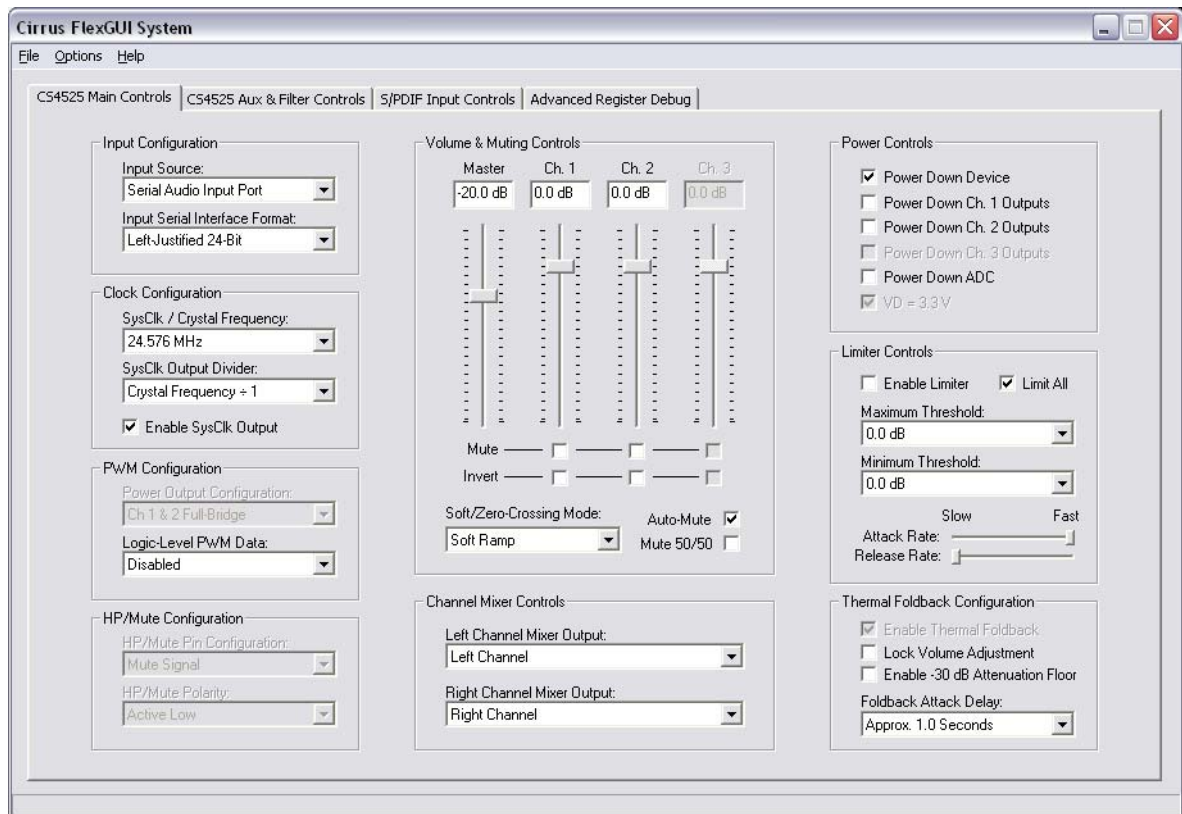 Cirrus FlexGUI System
File Options Help
CS4525 Main Controls
CS4525 Aux & Filter Controls
S/PDIF Input Controls
Advanced Register Debug
Input Configuration
Input Source:
Serial Audio Input Port
Input Serial Interface Format:
Left-Justified 24-Bit
Clock Configuration
SysClk / Crystal Frequency:
24.576 MHz
SysClk Output Divider:
Crystal Frequency ÷ 1
Enable SysClk Output
PWM Configuration
Power Output Configuration:
Ch 1 & 2 Full-Bridge
Logic-Level PWM Data:
Disabled
HP/Mute Configuration
HP/Mute Pin Configuration:
Mute Signal
HP/Mute Polarity:
Active Low
Volume & Muting Controls
Master Ch. 1 Ch. 2 Ch. 3
-20.0 dB 0.0 dB 0.0 dB 0.0 dB
Mute
Invert
Soft/Zero-Crossing Mode:
Soft Ramp
Auto-Mute
Mute 50/50
Channel Mixer Controls
Left Channel Mixer Output:
Left Channel
Right Channel Mixer Output:
Right Channel
Power Controls
Power Down Device
Power Down Ch. 1 Outputs
Power Down Ch. 2 Outputs
Power Down Ch. 3 Outputs
Power Down ADC
VD = 3.3 V
Limiter Controls
Enable Limiter Limit All
Maximum Threshold:
0.0 dB
Minimum Threshold:
0.0 dB
Slow Fast
Attack Rate:
Release Rate:
Thermal Foldback Configuration
Enable Thermal Foldback
Lock Volume Adjustment
Enable -30 dB Attenuation Floor
Foldback Attack Delay:
Approx. 1.0 Seconds